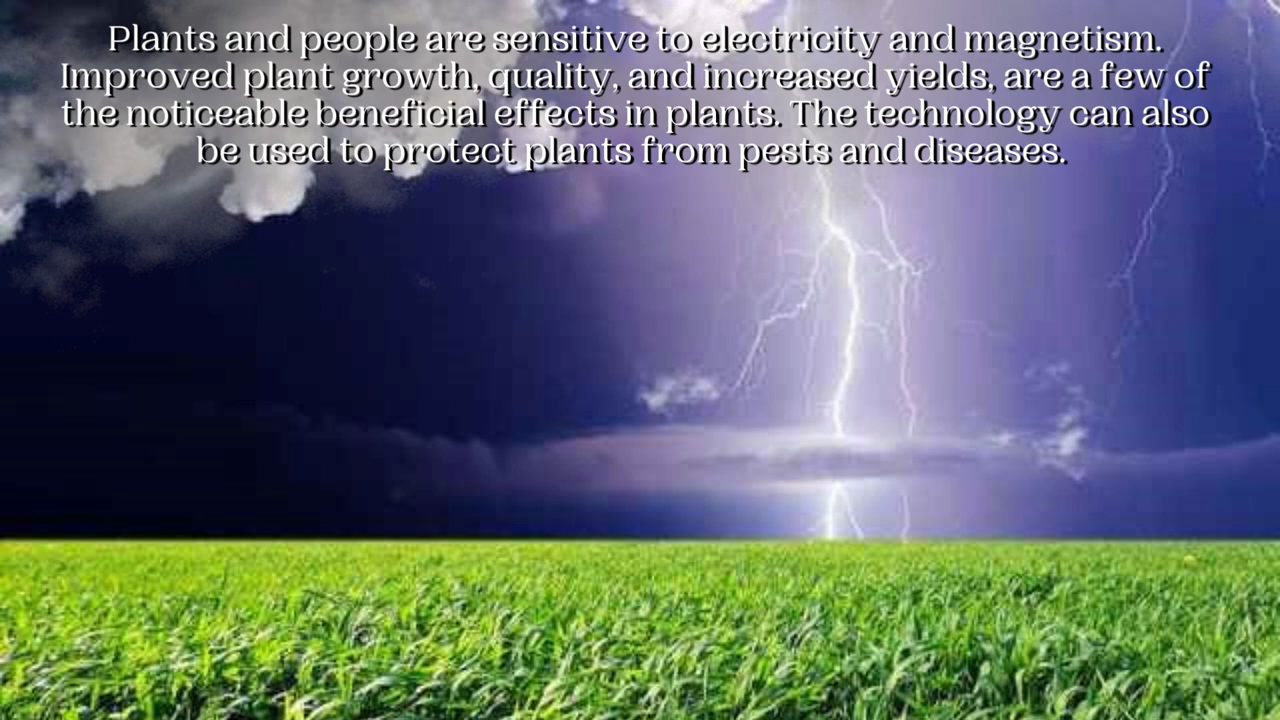 Plants and people are sensitive to electricity and magnetism.
Improved plant growth, quality, and increased yields, are a few of
the noticeable beneficial effects in plants. The technology can also
be used to protect plants from pests and diseases.